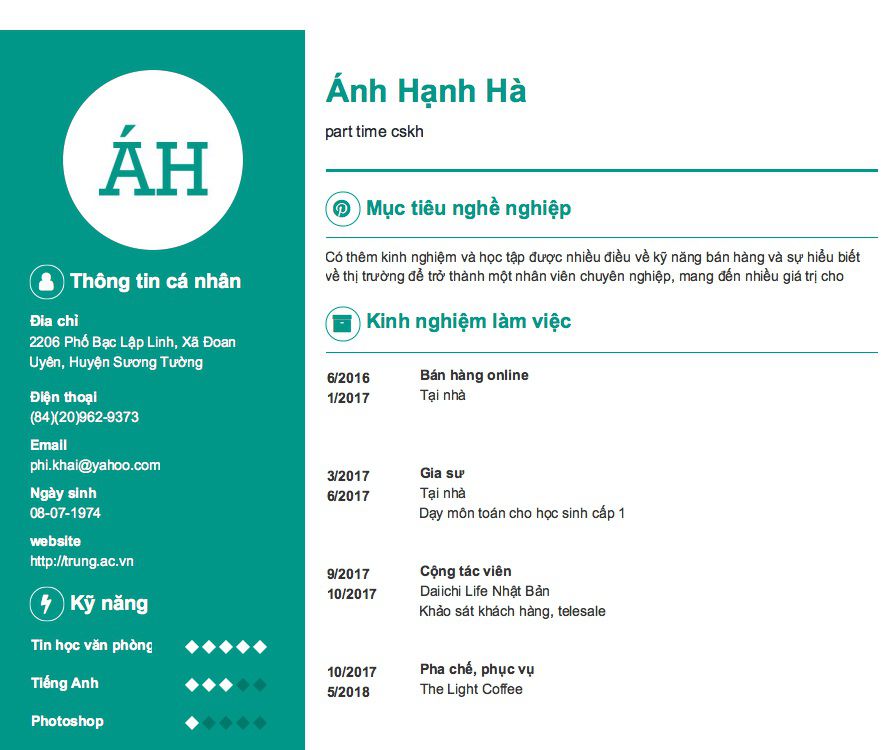 ÁH
Thông tin cá nhân
Địa chỉ
2206 Phố Bạc Lập Linh, Xã Đoan
Uyên, Huyện Sương Tường
Điện thoại
(84)(20)962-9373
Email
phi.khai@yahoo.com
Ngày sinh
08-07-1974
website
http://trung.ac.vn
Kỹ năng
Tin học văn phòng
Tiếng Anh
Photoshop
Ánh Hạnh Hà
part time cskh
Mục tiêu nghề nghiệp
Có thêm kinh nghiệm và học tập được nhiều điều về kỹ năng bán hàng và sự hiểu biết
về thị trường để trở thành một nhân viên chuyên nghiệp, mang đến nhiều giá trị cho
Kinh nghiệm làm việc
6/2016
1/2017
Bán hàng online
Tại nhà
3/2017
6/2017
Gia sư
Tại nhà
Dạy môn toán cho học sinh cấp 1
9/2017
10/2017
Cộng tác viên
Daiichi Life Nhật Bản
Khảo sát khách hàng, telesale
10/2017
5/2018
Pha chế, phục vụ
The Light Coffee